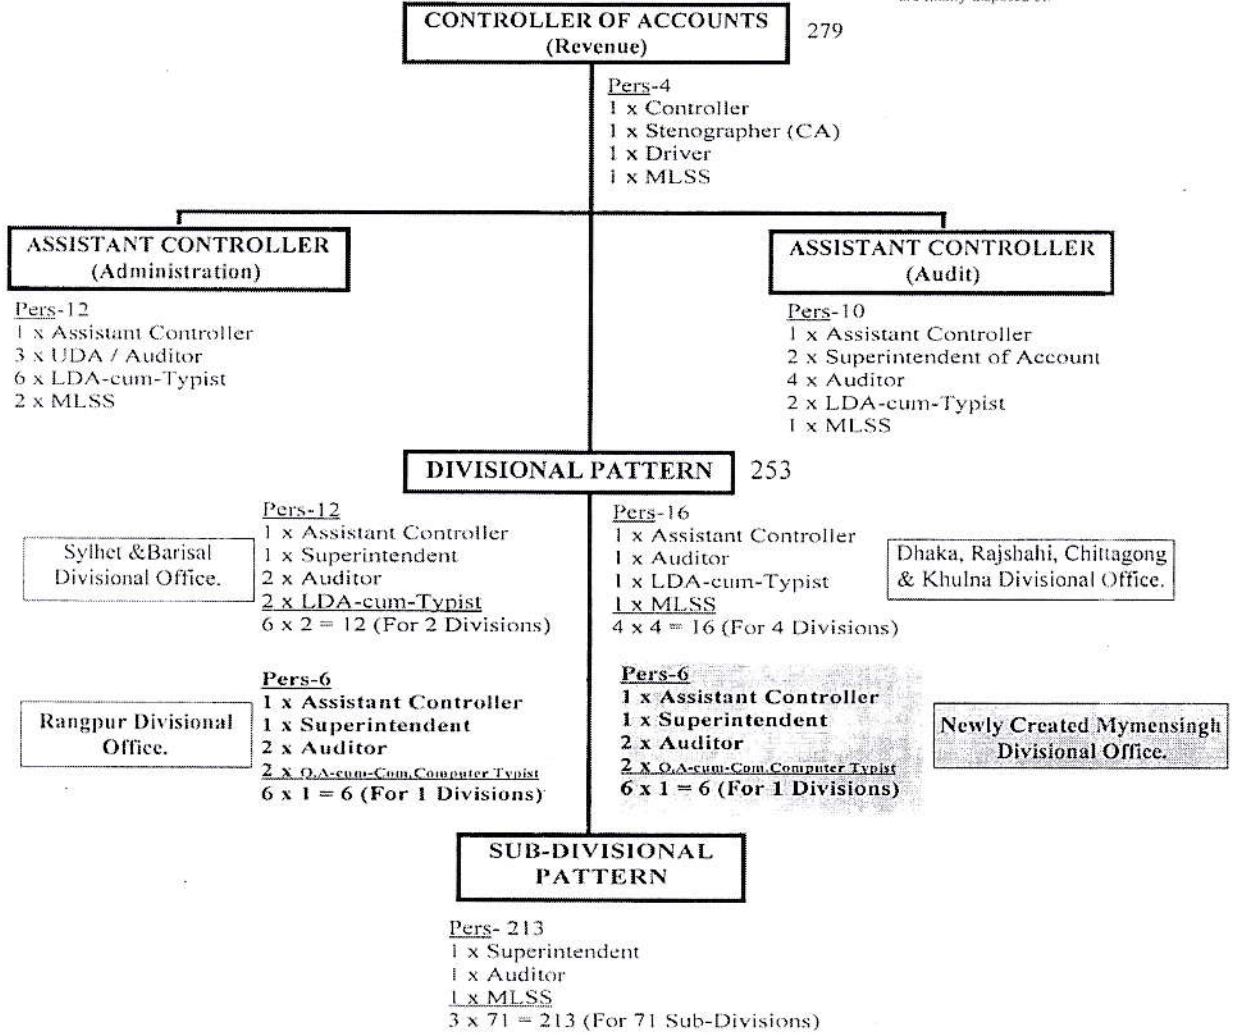 CONTROLLER OF ACCOUNTS
(Revenue)
279
Pers-4
1 x Controller
1 x Stenographer (CA)
1 x Driver
1 x MLSS
ASSISTANT CONTROLLER
(Administration)
Pers-12
1 x Assistant Controller
3 x UDA / Auditor
6 x LDA-cum-Typist
2 x MLSS
ASSISTANT CONTROLLER
(Audit)
Pers-10
1 x Assistant Controller
2 x Superintendent of Account
4 x Auditor
2 x LDA-cum-Typist
1 x MLSS
DIVISIONAL PATTERN
253
Sylhet &Barisal
Divisional Office.
Pers-12
1 x Assistant Controller
1 x Superintendent
2 x Auditor
2 x LDA-cum-Typist
6 x 2 = 12 (For 2 Divisions)
Pers-16
1 x Assistant Controller
1 x Auditor
1 x LDA-cum-Typist
1 x MLSS
4 x 4 = 16 (For 4 Divisions)
Dhaka, Rajshahi, Chittagong
& Khulna Divisional Office.
Rangpur Divisional
Office.
Pers-6
1 x Assistant Controller
1 x Superintendent
2 x Auditor
2 x O.A-cum-Com.Computer Typist
6 x 1 = 6 (For 1 Divisions)
Pers-6
1 x Assistant Controller
1 x Superintendent
2 x Auditor
2 x O.A-cum-Com.Computer Typist
6 x 1 = 6 (For 1 Divisions)
Newly Created Mymensingh
Divisional Office.
SUB-DIVISIONAL
PATTERN
Pers- 213
1 x Superintendent
1 x Auditor
1 x MLSS
3 x 71 = 213 (For 71 Sub-Divisions)